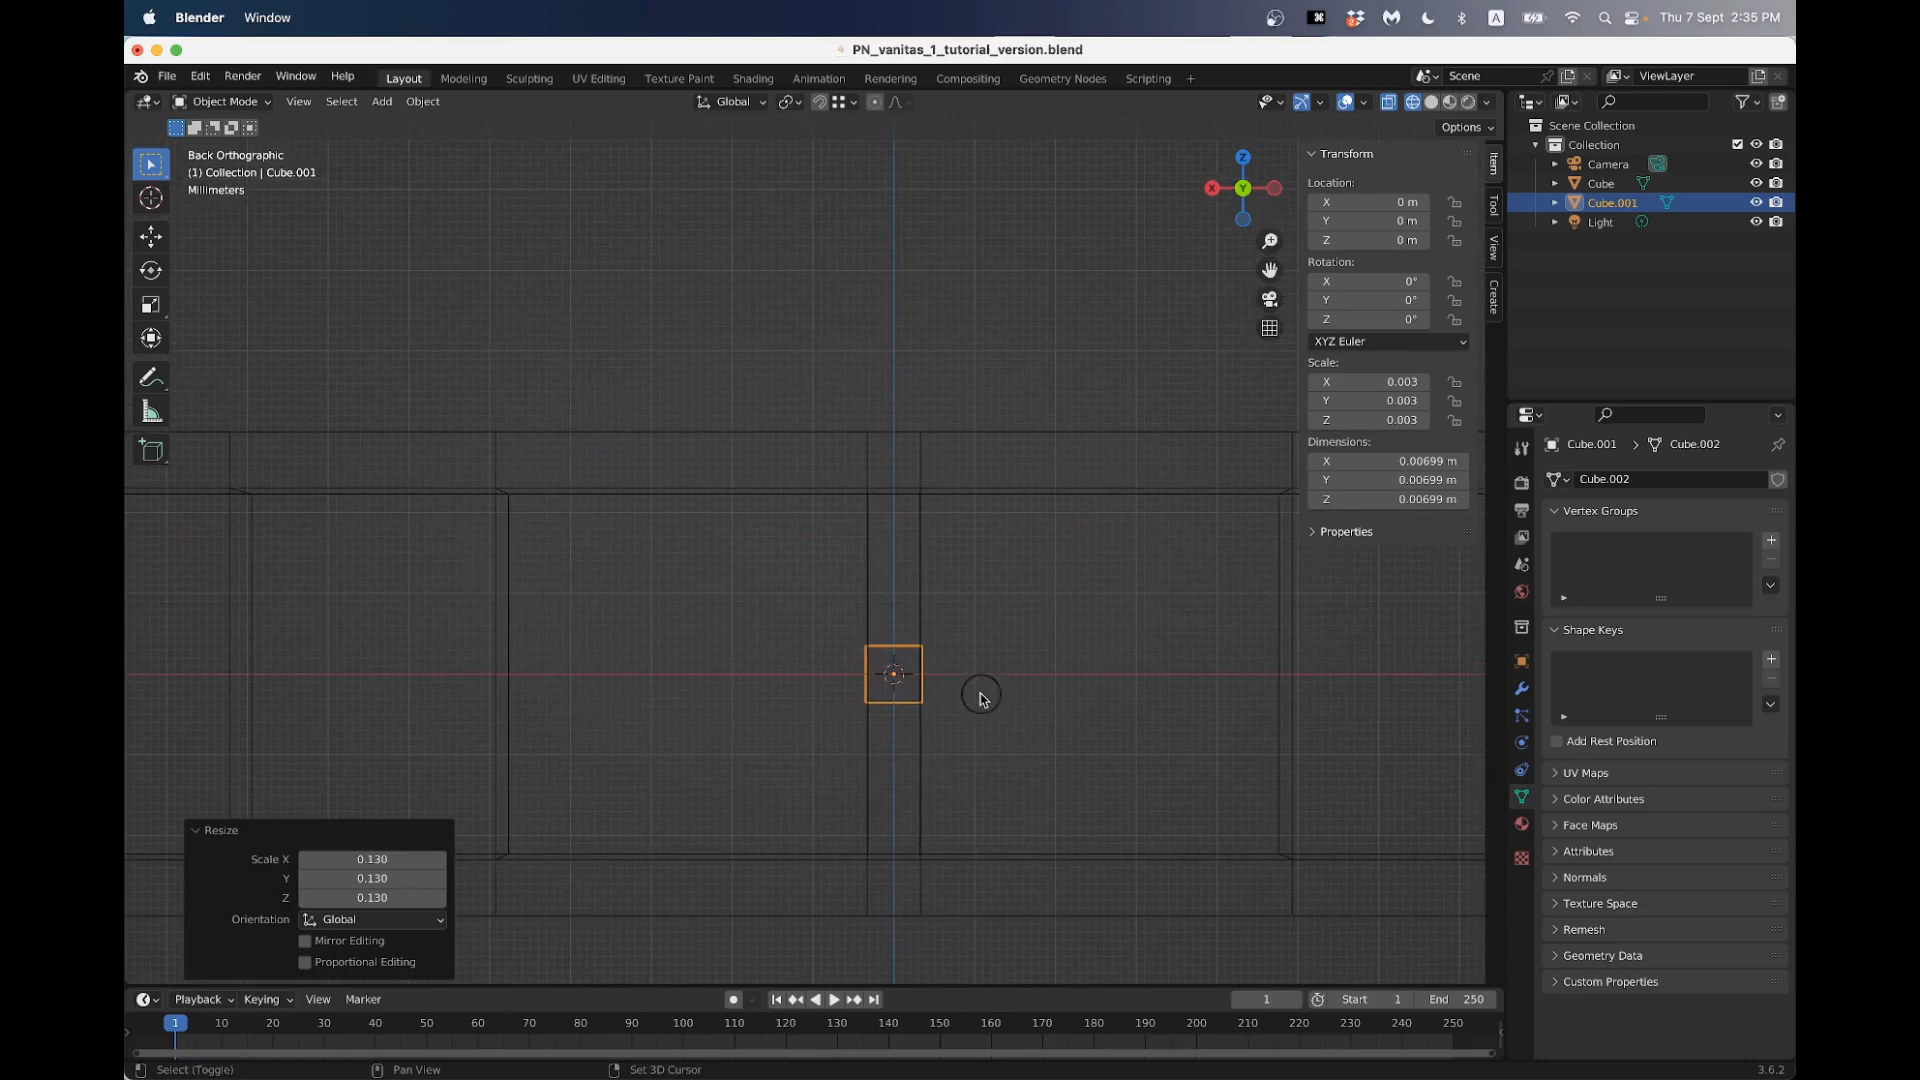 Blender Window Thu 7 Sept 2:35 PM
A
PN_vanitas_1_tutorial_version.blend
File Edit Render Window Help Layout Modeling Sculpting UV Editing Texture Paint Shading Animation Rendering Compositing Geometry Nodes Scripting + Scene ViewLayer
Object Mode View Select Add Object Global
Options
Back Orthographic
(1) Collection | Cube.001
Millimeters
Z
X
Y
Transform
Location:
X 0 m
Y 0 m
Z 0 m
Rotation:
X 0°
Y 0°
Z 0°
XYZ Euler
Scale:
X 0.003
Y 0.003
Z 0.003
Dimensions:
X 0.00699 m
Y 0.00699 m
Z 0.00699 m
Properties
Item
Tool
View
Create
Scene Collection
Collection
Camera
Cube
Cube.001
Light
Cube.001 Cube.002
Cube.002
Vertex Groups
Shape Keys
Add Rest Position
UV Maps
Color Attributes
Face Maps
Attributes
Normals
Texture Space
Remesh
Geometry Data
Custom Properties
Resize
Scale X 0.130
Y 0.130
Z 0.130
Orientation Global
Mirror Editing
Proportional Editing
Playback Keying View Marker 1 Start 1 End 250
1 10 20 30 40 50 60 70 80 90 100 110 120 130 140 150 160 170 180 190 200 210 220 230 240 250
Select (Toggle) Pan View Set 3D Cursor 3.6.2